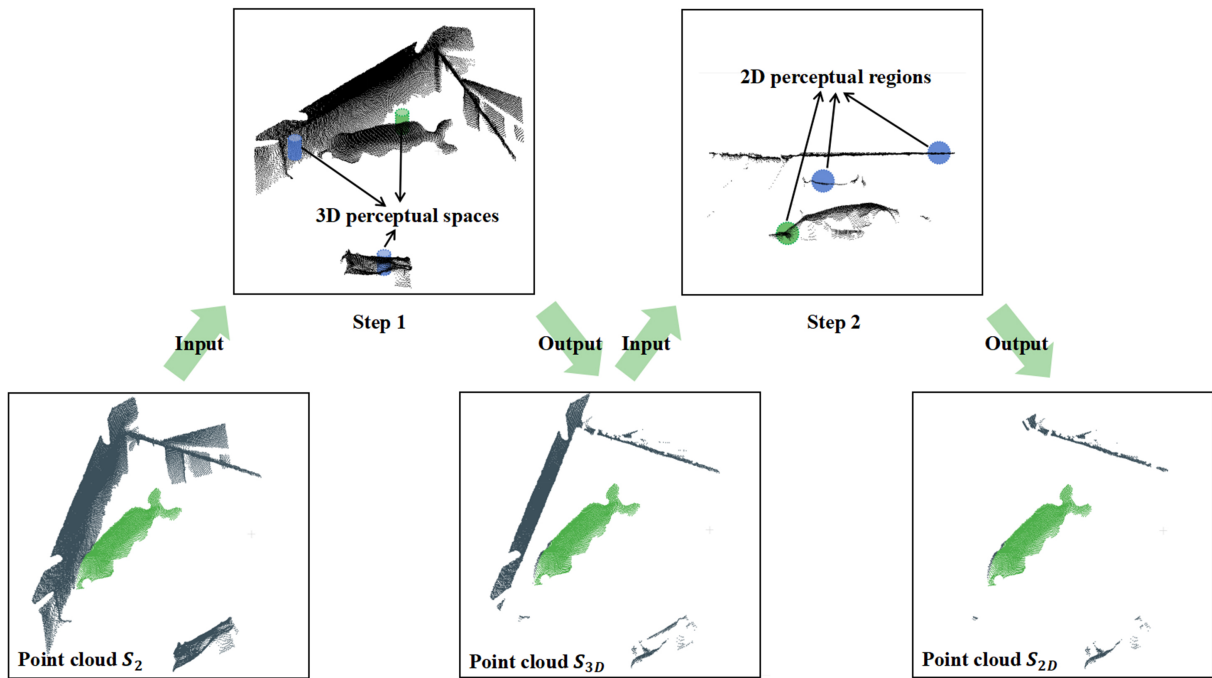 2D perceptual regions
3D perceptual spaces
Step 1
Step 2
Input
Output
Input
Output
Point cloud S₂
Point cloud S₃D
Point cloud S₂D